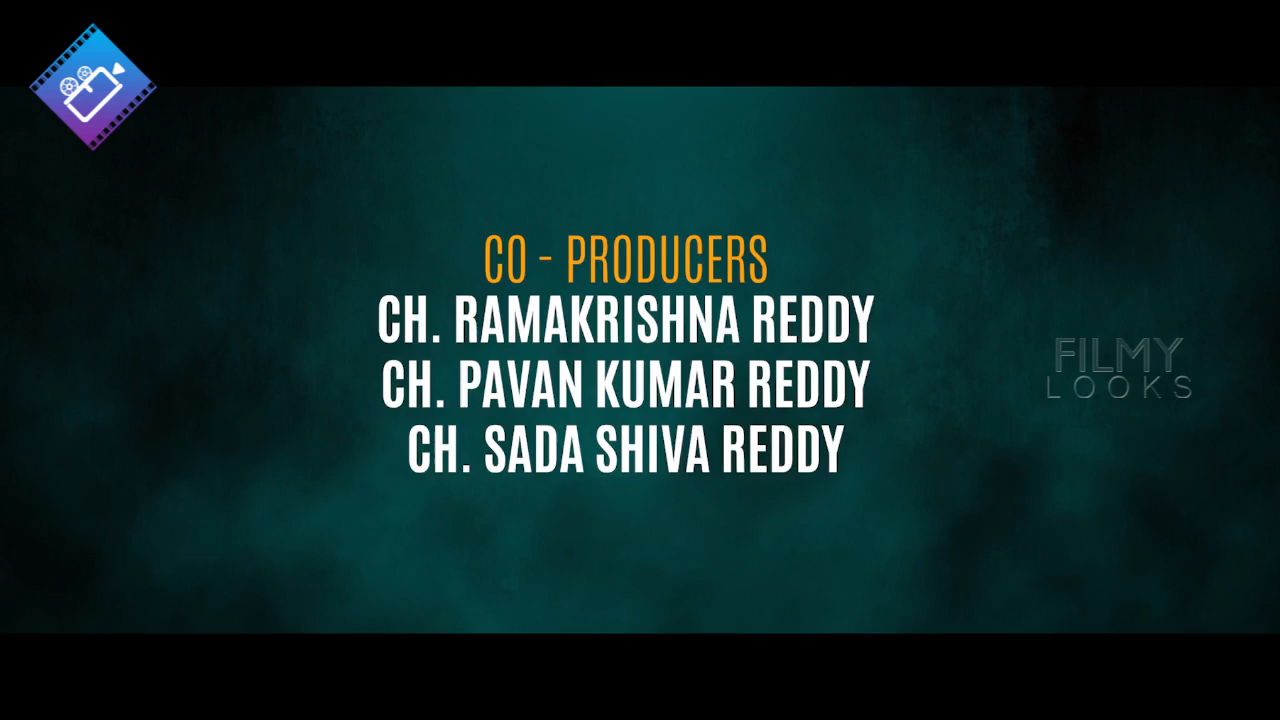 CO - PRODUCERS
CH. RAMAKRISHNA REDDY
CH. PAVAN KUMAR REDDY
CH. SADA SHIVA REDDY
FILMY
LOOKS